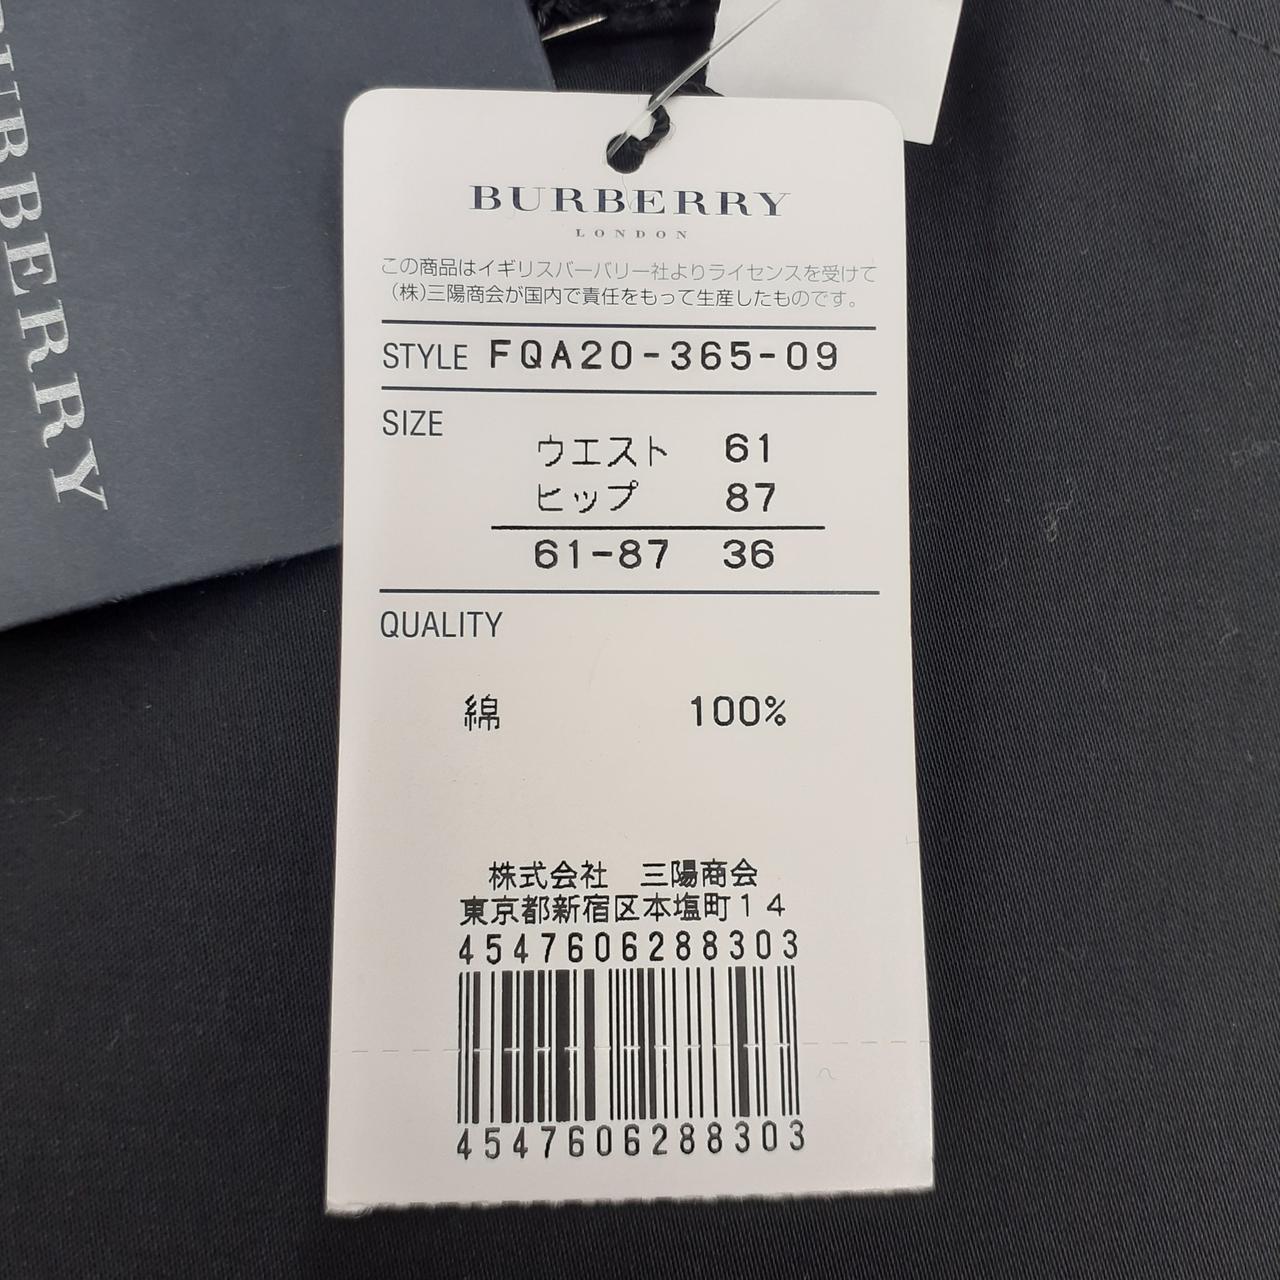 BURBERRY
BURBERRY
LONDON
この商品はイギリスバーバリー社よりライセンスを受けて
(株)三陽商会が国内で責任をもって生産したものです。
STYLE FQA20-365-09
SIZE
ウエスト 61
ヒップ 87
61-87 36
QUALITY
綿 100%
株式会社 三陽商会
東京都新宿区本塩町14
4547606288303
4547606288303